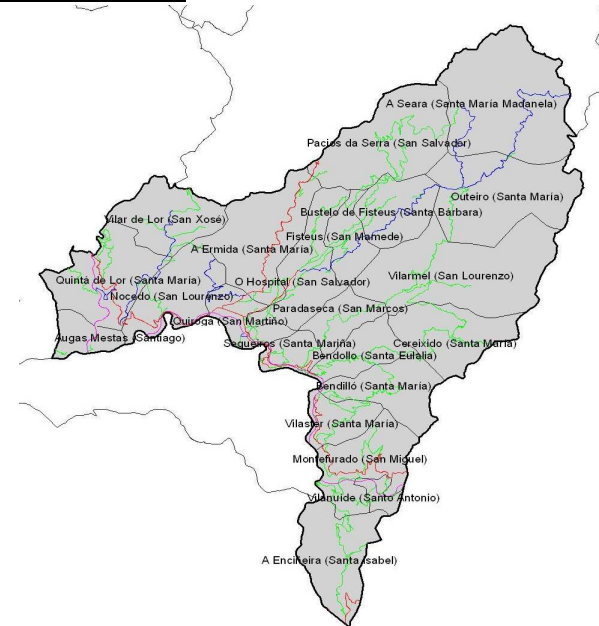 A Seara (Santa María Madanela)
Pacios da Serra (San Salvador)
Outeiro (Santa María)
Bustelo de Fisteus (Santa Bárbara)
Vilar de Lor (San Xosé)
Fisteus (San Mamede)
A Ermida (Santa María)
Vilarmel (San Lourenzo)
Quintá de Lor (Santa María)
O Hospital (San Salvador)
Nocedo (San Lourenzo)
Paradaseca (San Marcos)
Quiroga (San Martiño)
Augas Mestas (Santiago)
Sequeiros (Santa Mariña)
Cereixido (Santa María)
Bendollo (Santa Eulalia)
Bendilló (Santa María)
Vilaster (Santa María)
Montefurado (San Miguel)
Vilanuide (Santo Antonio)
A Enciñeira (Santa Isabel)